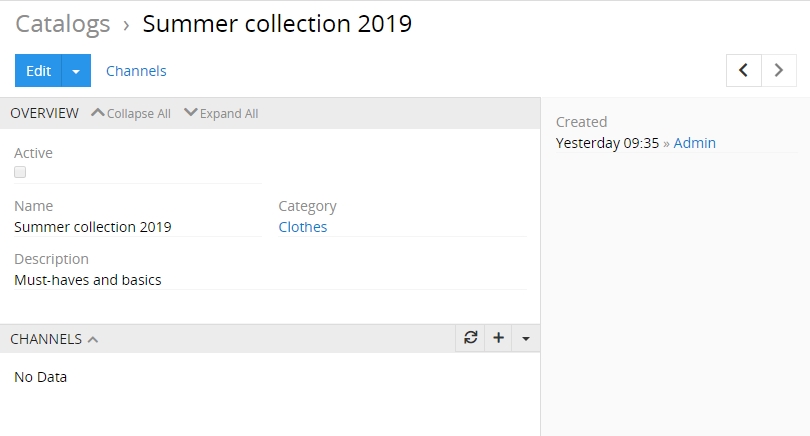 Catalogs › Summer collection 2019
Edit Channels
OVERVIEW Collapse All Expand All
Active
Name Category
Summer collection 2019 Clothes
Description
Must-haves and basics
CHANNELS
No Data
Created
Yesterday 09:35 » Admin